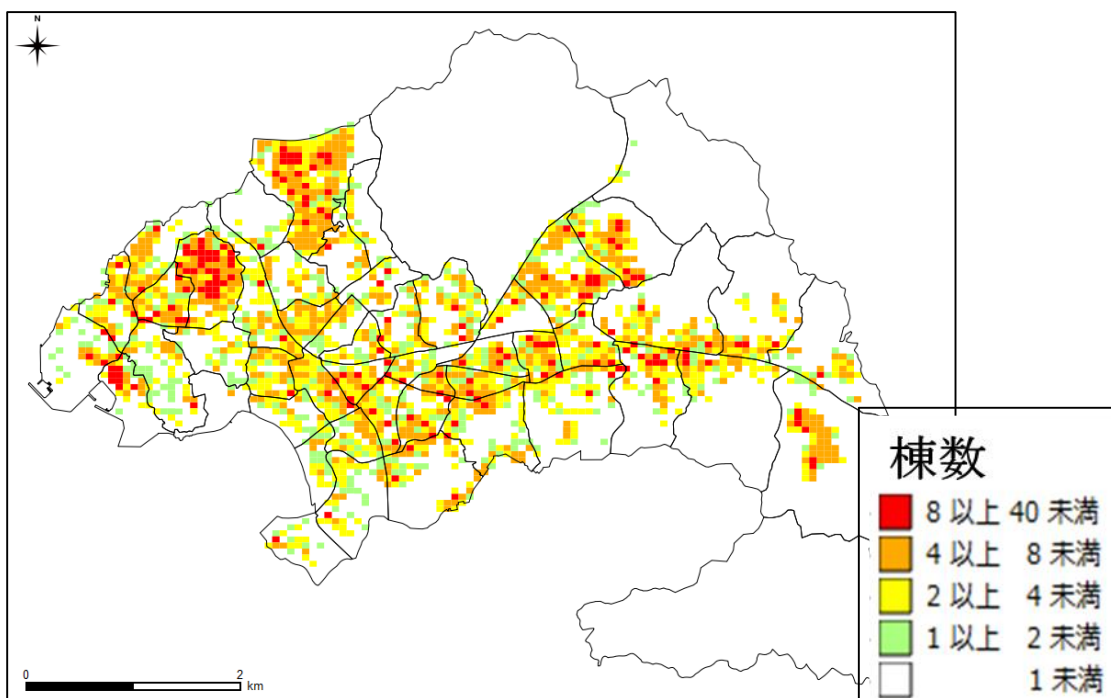 N
棟数
8 以上 40 未満
4 以上 8 未満
2 以上 4 未満
1 以上 2 未満
1 未満
0 2
km